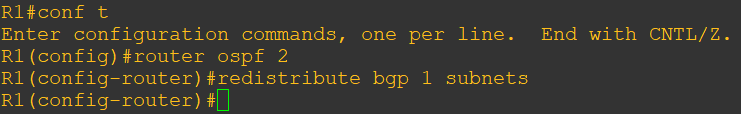 R1#conf t
Enter configuration commands, one per line.  End with CNTL/Z.
R1(config)#router ospf 2
R1(config-router)#redistribute bgp 1 subnets
R1(config-router)#